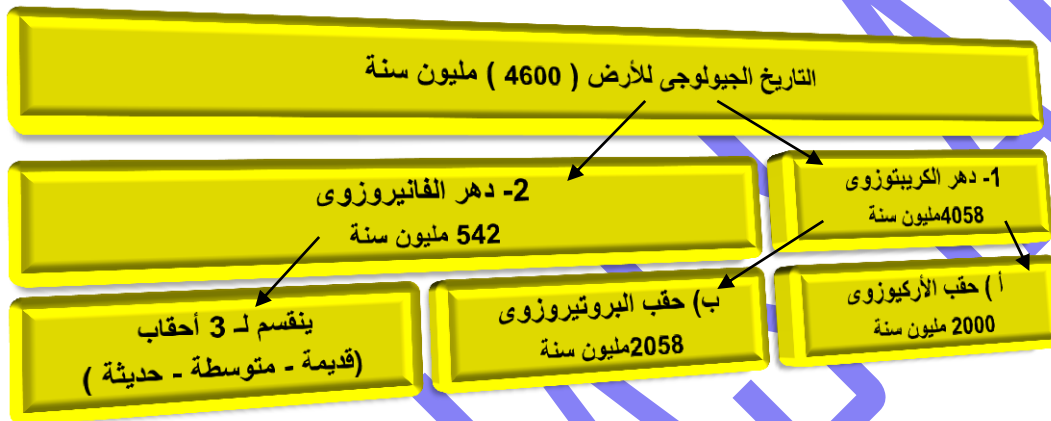 التاريخ الجيولوجى للأرض ( 4600 ) مليون سنة
1- دهر الكريبتوزوى
4058مليون سنة
2- دهر الفانيروزوى
542 مليون سنة
أ ) حقب الأركيوزوى
2000 مليون سنة
ب) حقب البروتيروزوى
2058مليون سنة
ينقسم لـ 3 أحقاب
(قديمة - متوسطة - حديثة )